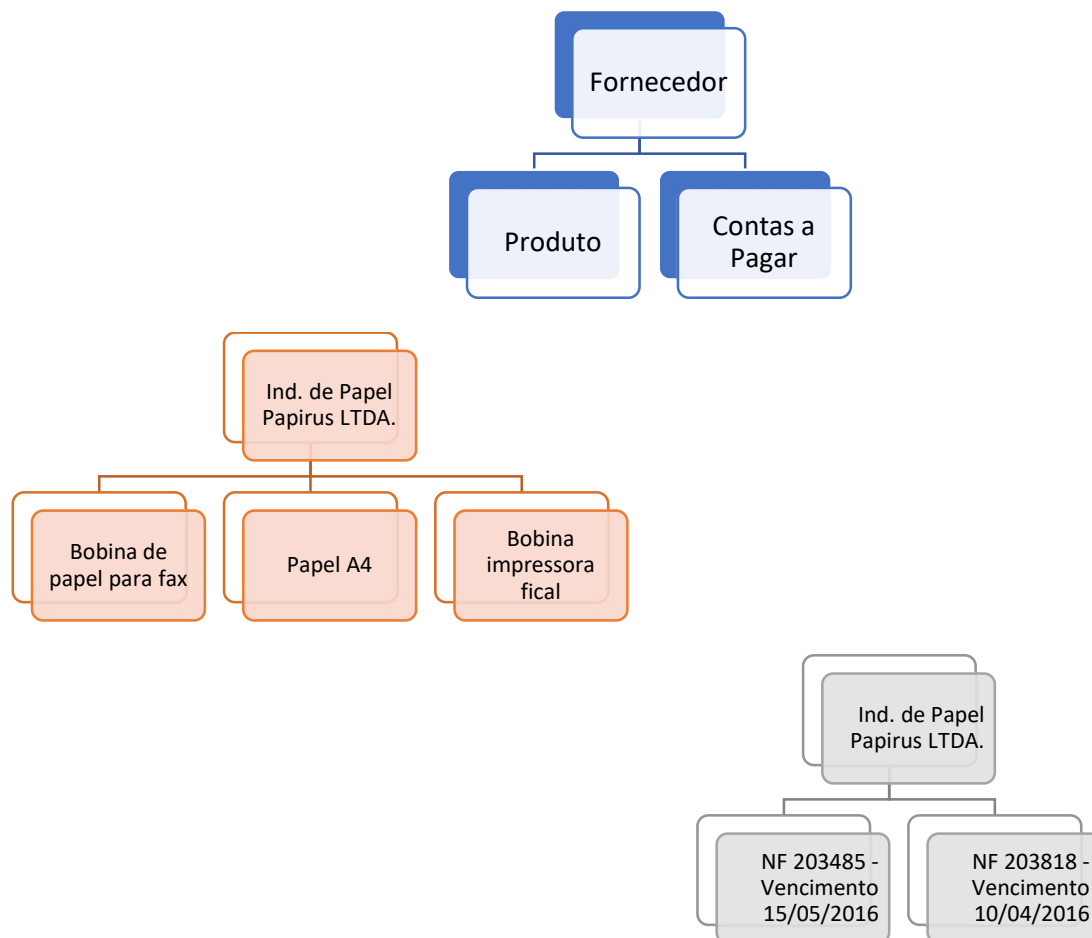 Fornecedor
Produto
Contas a
Pagar
Ind. de Papel
Papirus LTDA.
Bobina de
papel para fax
Papel A4
Bobina
impressora
fical
Ind. de Papel
Papirus LTDA.
NF 203485 -
Vencimento
15/05/2016
NF 203818 -
Vencimento
10/04/2016